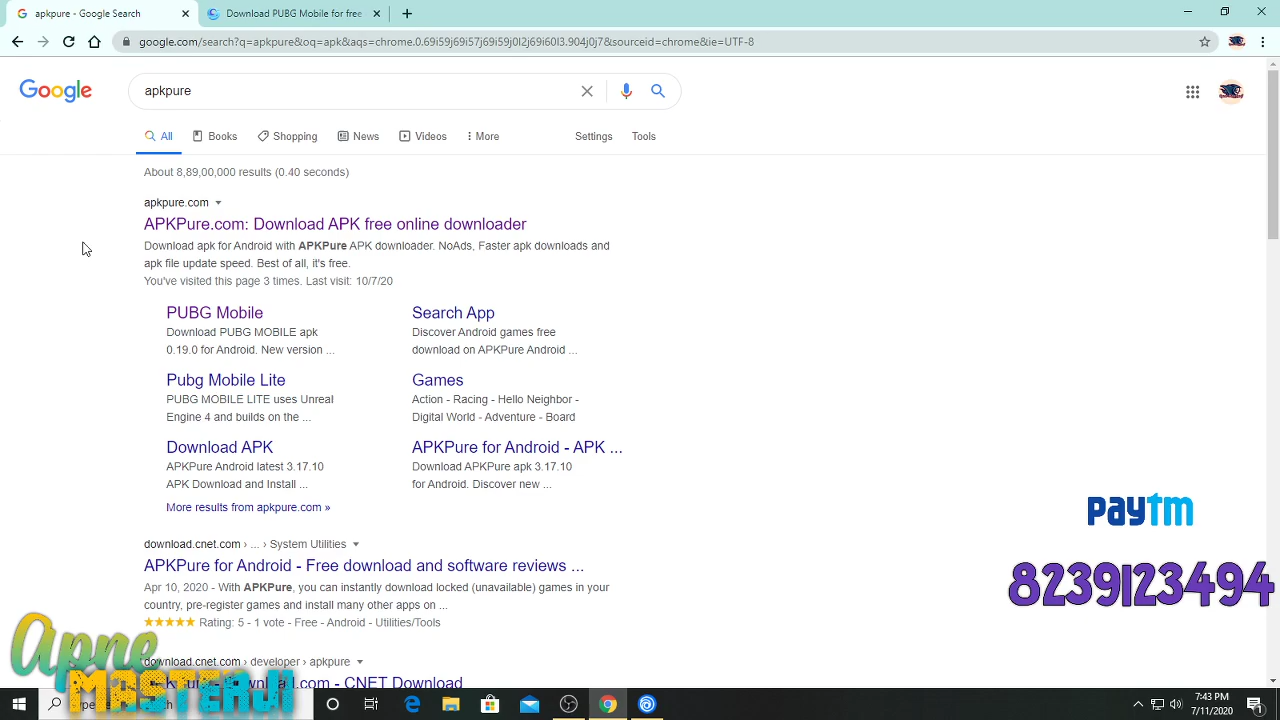 apkpure - Google Search
Download PUBG Mobile for free
google.com/search?q=apkpure&oq=apk&aqs=chrome.0.69i59j69i57j69i59j0l2j69i60l3.904j0j7&sourceid=chrome&ie=UTF-8
Google
apkpure
All Books Shopping News Videos More Settings Tools
About 8,89,00,000 results (0.40 seconds)
apkpure.com
APKPure.com: Download APK free online downloader
Download apk for Android with APKPure APK downloader. NoAds, Faster apk downloads and
apk file update speed. Best of all, it's free.
You've visited this page 3 times. Last visit: 10/7/20
PUBG Mobile
Download PUBG MOBILE apk
0.19.0 for Android. New version ...
Search App
Discover Android games free
download on APKPure Android ...
Pubg Mobile Lite
PUBG MOBILE LITE uses Unreal
Engine 4 and builds on the ...
Games
Action - Racing - Hello Neighbor -
Digital World - Adventure - Board
Download APK
APKPure Android latest 3.17.10
APK Download and Install ...
APKPure for Android - APK ...
Download APKPure apk 3.17.10
for Android. Discover new ...
More results from apkpure.com »
download.cnet.com › ... › System Utilities
APKPure for Android - Free download and software reviews ...
Apr 10, 2020 - With APKPure, you can instantly download locked (unavailable) games in your
country, pre-register games and install many other apps on ...
Rating: 5 - 1 vote - Free - Android - Utilities/Tools
download.cnet.com › developer › apkpure
CNET Download
paytm
8239123494
Apne
MASTERJI
7:43 PM
7/11/2020